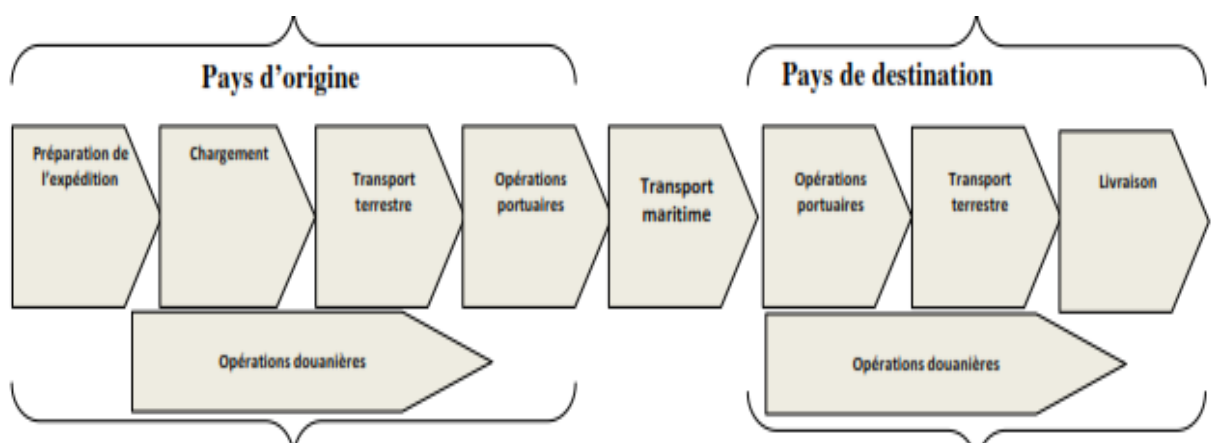 Pays d'origine
Pays de destination
Préparation de
l'expédition
Chargement
Transport
terrestre
Opérations
portuaires
Transport
maritime
Opérations
portuaires
Transport
terrestre
Livraison
Opérations douanières
Opérations douanières